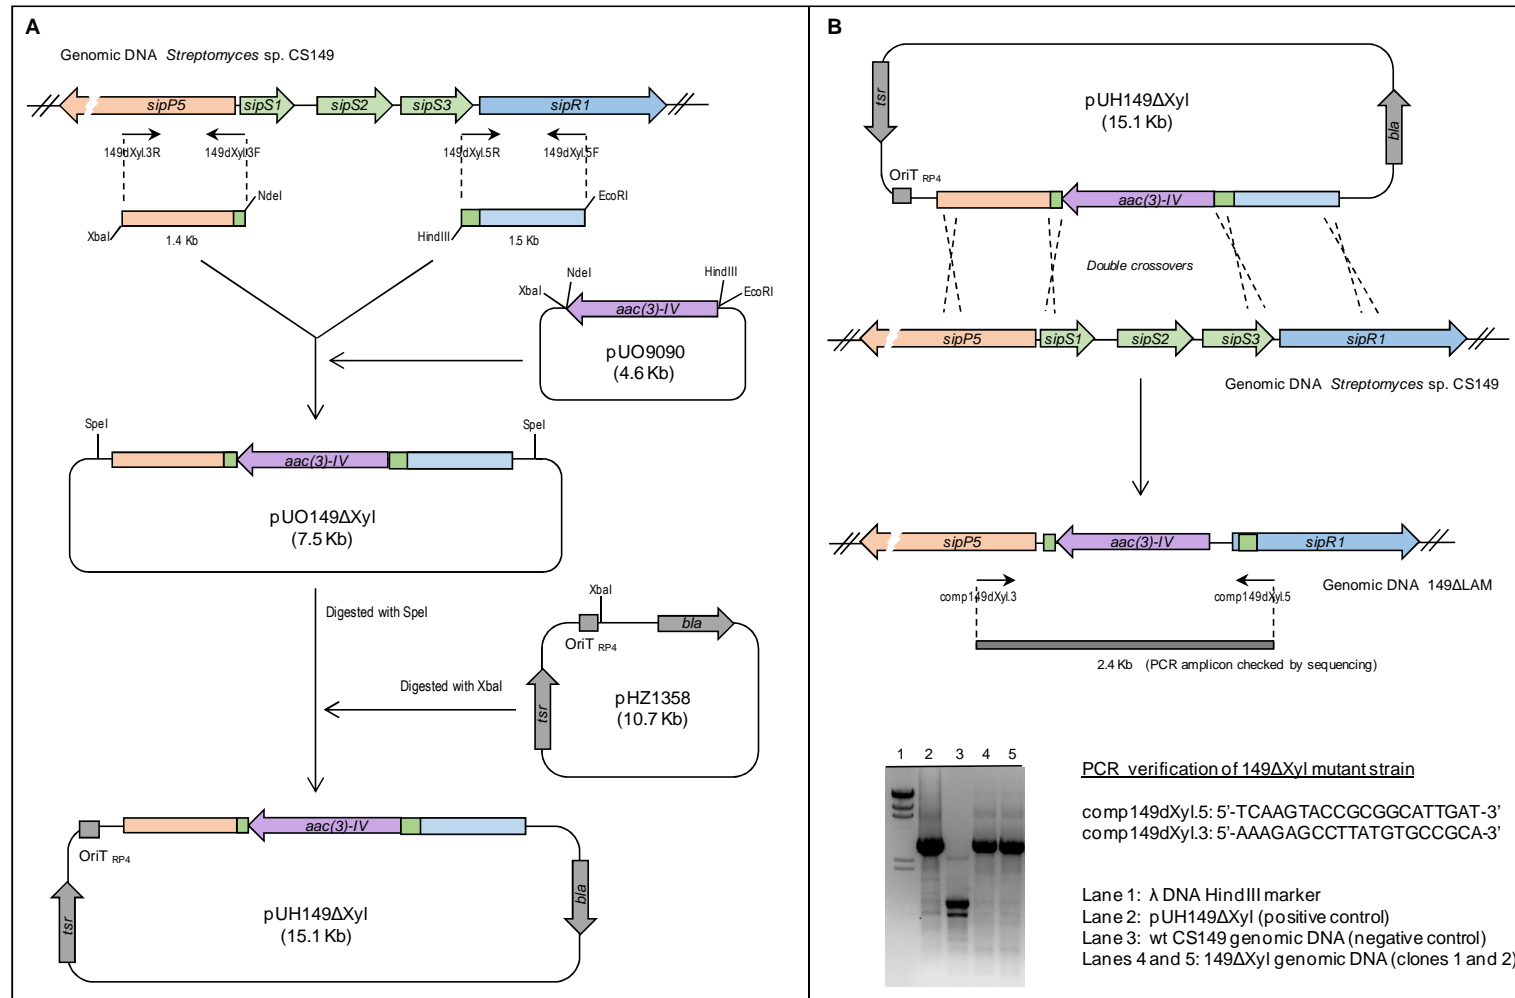 A
Genomic DNA Streptomyces sp. CS149
sipP5 sipS1 sipS2 sipS3 sipR1
149dXyl.3R 149dXyl.3F 149dXyl.5R 149dXyl.5F
NdeI EcoRI
XbaI 1.4 Kb HindIII 1.5 Kb
NdeI HindIII
XbaI EcoRI
aac(3)-IV
pUO9090
(4.6 Kb)
SpeI SpeI
aac(3)-IV
pUO149ΔXyl
(7.5 Kb)
Digested with SpeI
XbaI
bla
OriT RP4
Digested with XbaI
tsr
pHZ1358
(10.7 Kb)
aac(3)-IV
OriT RP4
tsr
bla
pUH149ΔXyl
(15.1 Kb)
B
tsr
pUH149ΔXyl
(15.1 Kb)
bla
OriT RP4
aac(3)-IV
Double crossovers
sipP5 sipS1 sipS2 sipS3 sipR1
Genomic DNA Streptomyces sp. CS149
sipP5 aac(3)-IV sipR1
Genomic DNA 149ΔLAM
comp149dXyl.3 comp149dXyl.5
2.4 Kb (PCR amplicon checked by sequencing)
1 2 3 4 5
PCR verification of 149ΔXyl mutant strain
comp149dXyl.5: 5'-TCAAGTACCGCGGCATTGAT-3'
comp149dXyl.3: 5'-AAAGAGCCTTATGTGCCGCA-3'
Lane 1: λ DNA HindIII marker
Lane 2: pUH149ΔXyl (positive control)
Lane 3: wt CS149 genomic DNA (negative control)
Lanes 4 and 5: 149ΔXyl genomic DNA (clones 1 and 2)